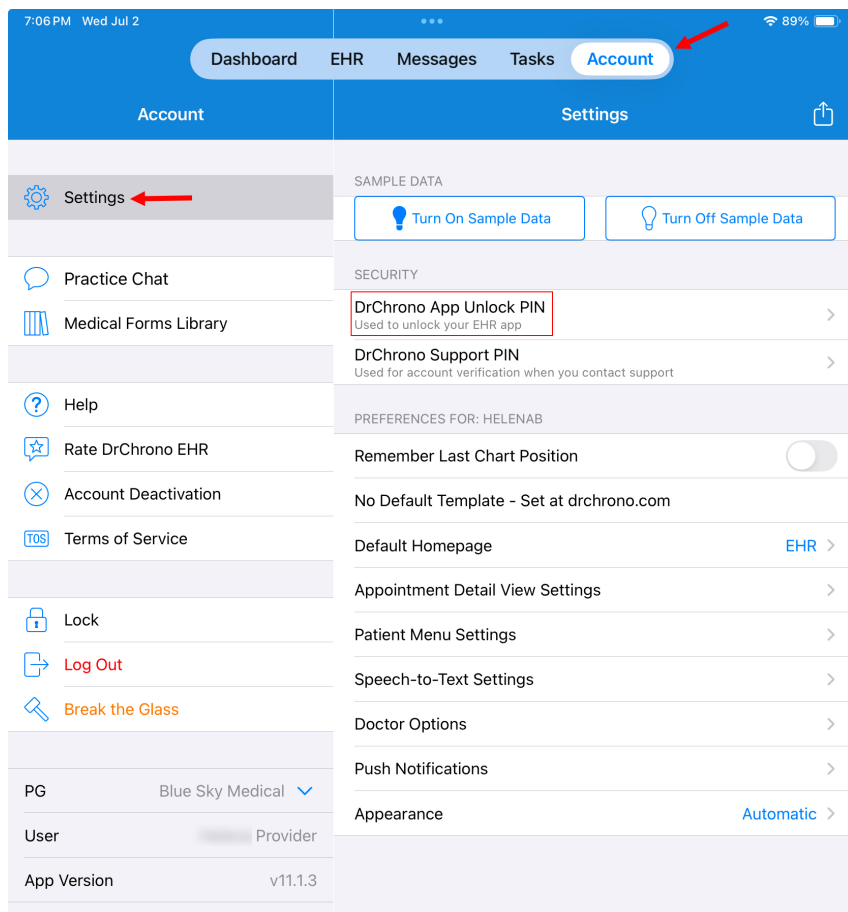 7:06 PM Wed Jul 2
89%
Dashboard EHR Messages Tasks Account
Account
Settings
Settings
Practice Chat
Medical Forms Library
Help
Rate DrChrono EHR
Account Deactivation
TOS Terms of Service
Lock
Log Out
Break the Glass
PG Blue Sky Medical
User Provider
App Version v11.1.3
SAMPLE DATA
Turn On Sample Data Turn Off Sample Data
SECURITY
DrChrono App Unlock PIN
Used to unlock your EHR app
DrChrono Support PIN
Used for account verification when you contact support
PREFERENCES FOR: HELENAB
Remember Last Chart Position
No Default Template - Set at drchrono.com
Default Homepage EHR
Appointment Detail View Settings
Patient Menu Settings
Speech-to-Text Settings
Doctor Options
Push Notifications
Appearance Automatic